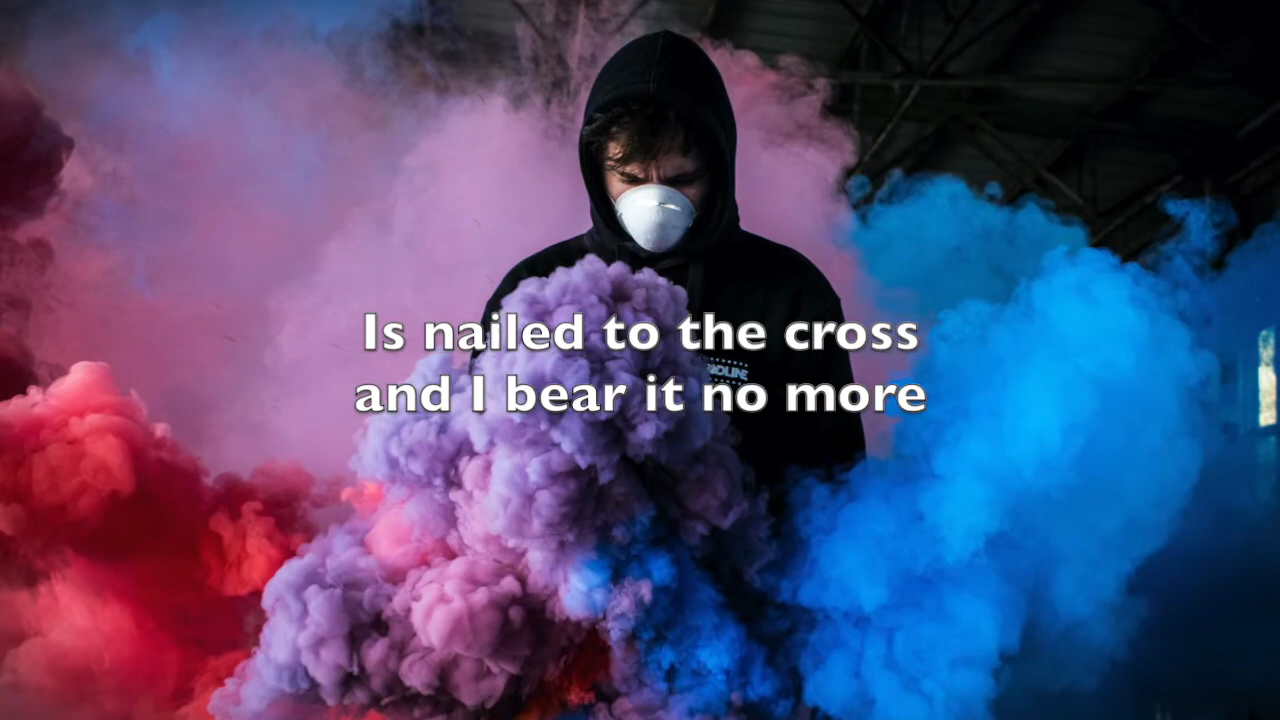 Is nailed to the cross
and I bear it no more